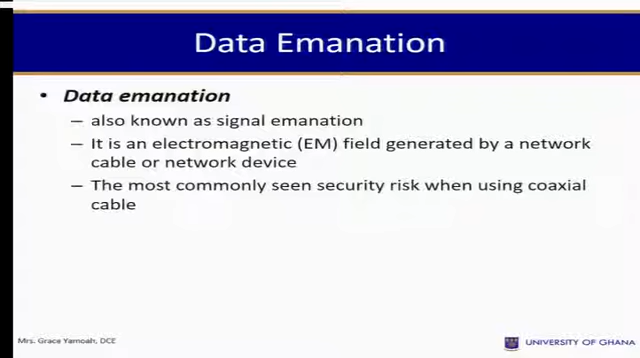 Data Emanation
• Data emanation
– also known as signal emanation
– It is an electromagnetic (EM) field generated by a network
cable or network device
– The most commonly seen security risk when using coaxial
cable
Mrs. Grace Yamoah, DCE
UNIVERSITY OF GHANA